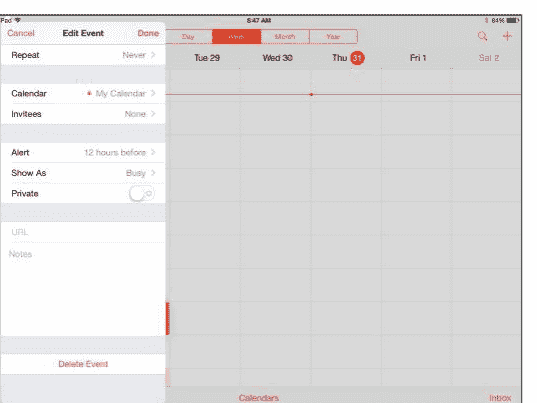 iPad 8:47 AM 84%
Cancel Edit Event Done
Day Week Month Year
Repeat Never >
Tue 29 Wed 30 Thu 31 Fri 1 Sat 2
Calendar My Calendar >
Invitees None >
Alert 12 hours before >
Show As Busy >
Private
URL
Notes
Delete Event
Calendars Inbox